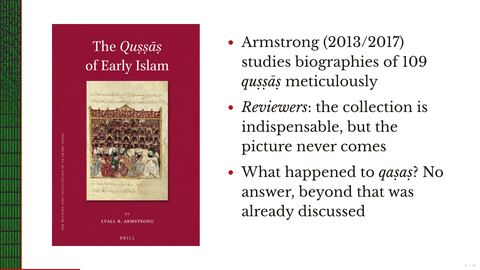 The Quṣṣāṣ
of Early Islam
BY
LYALL R. ARMSTRONG
BRILL
• Armstrong (2013/2017)
studies biographies of 109
quṣṣāṣ meticulously
• Reviewers: the collection is
indispensable, but the
picture never comes
• What happened to qaṣaṣ? No
answer, beyond that was
already discussed